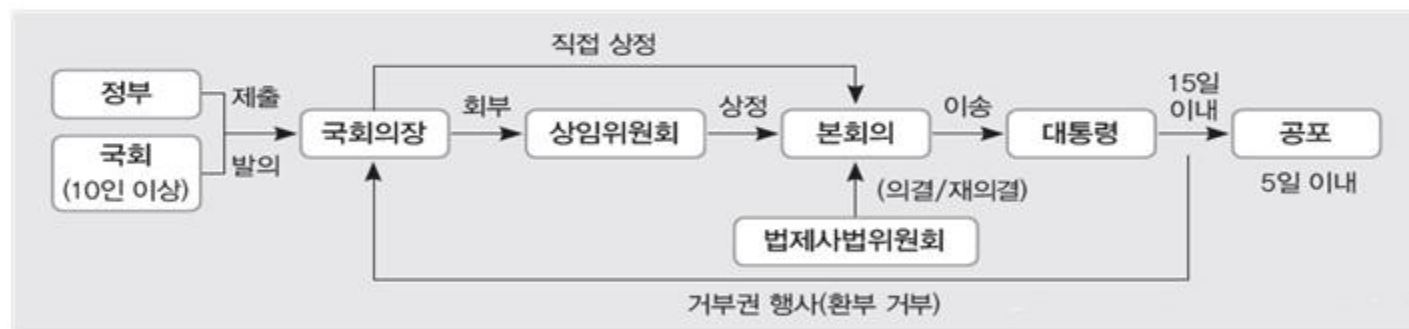 직접 상정
정부
제출
국회
(10인 이상)
발의
국회의장
회부
상임위원회
상정
본회의
이송
대통령
15일
이내
공포
5일 이내
(의결/재의결)
법제사법위원회
거부권 행사(환부 거부)